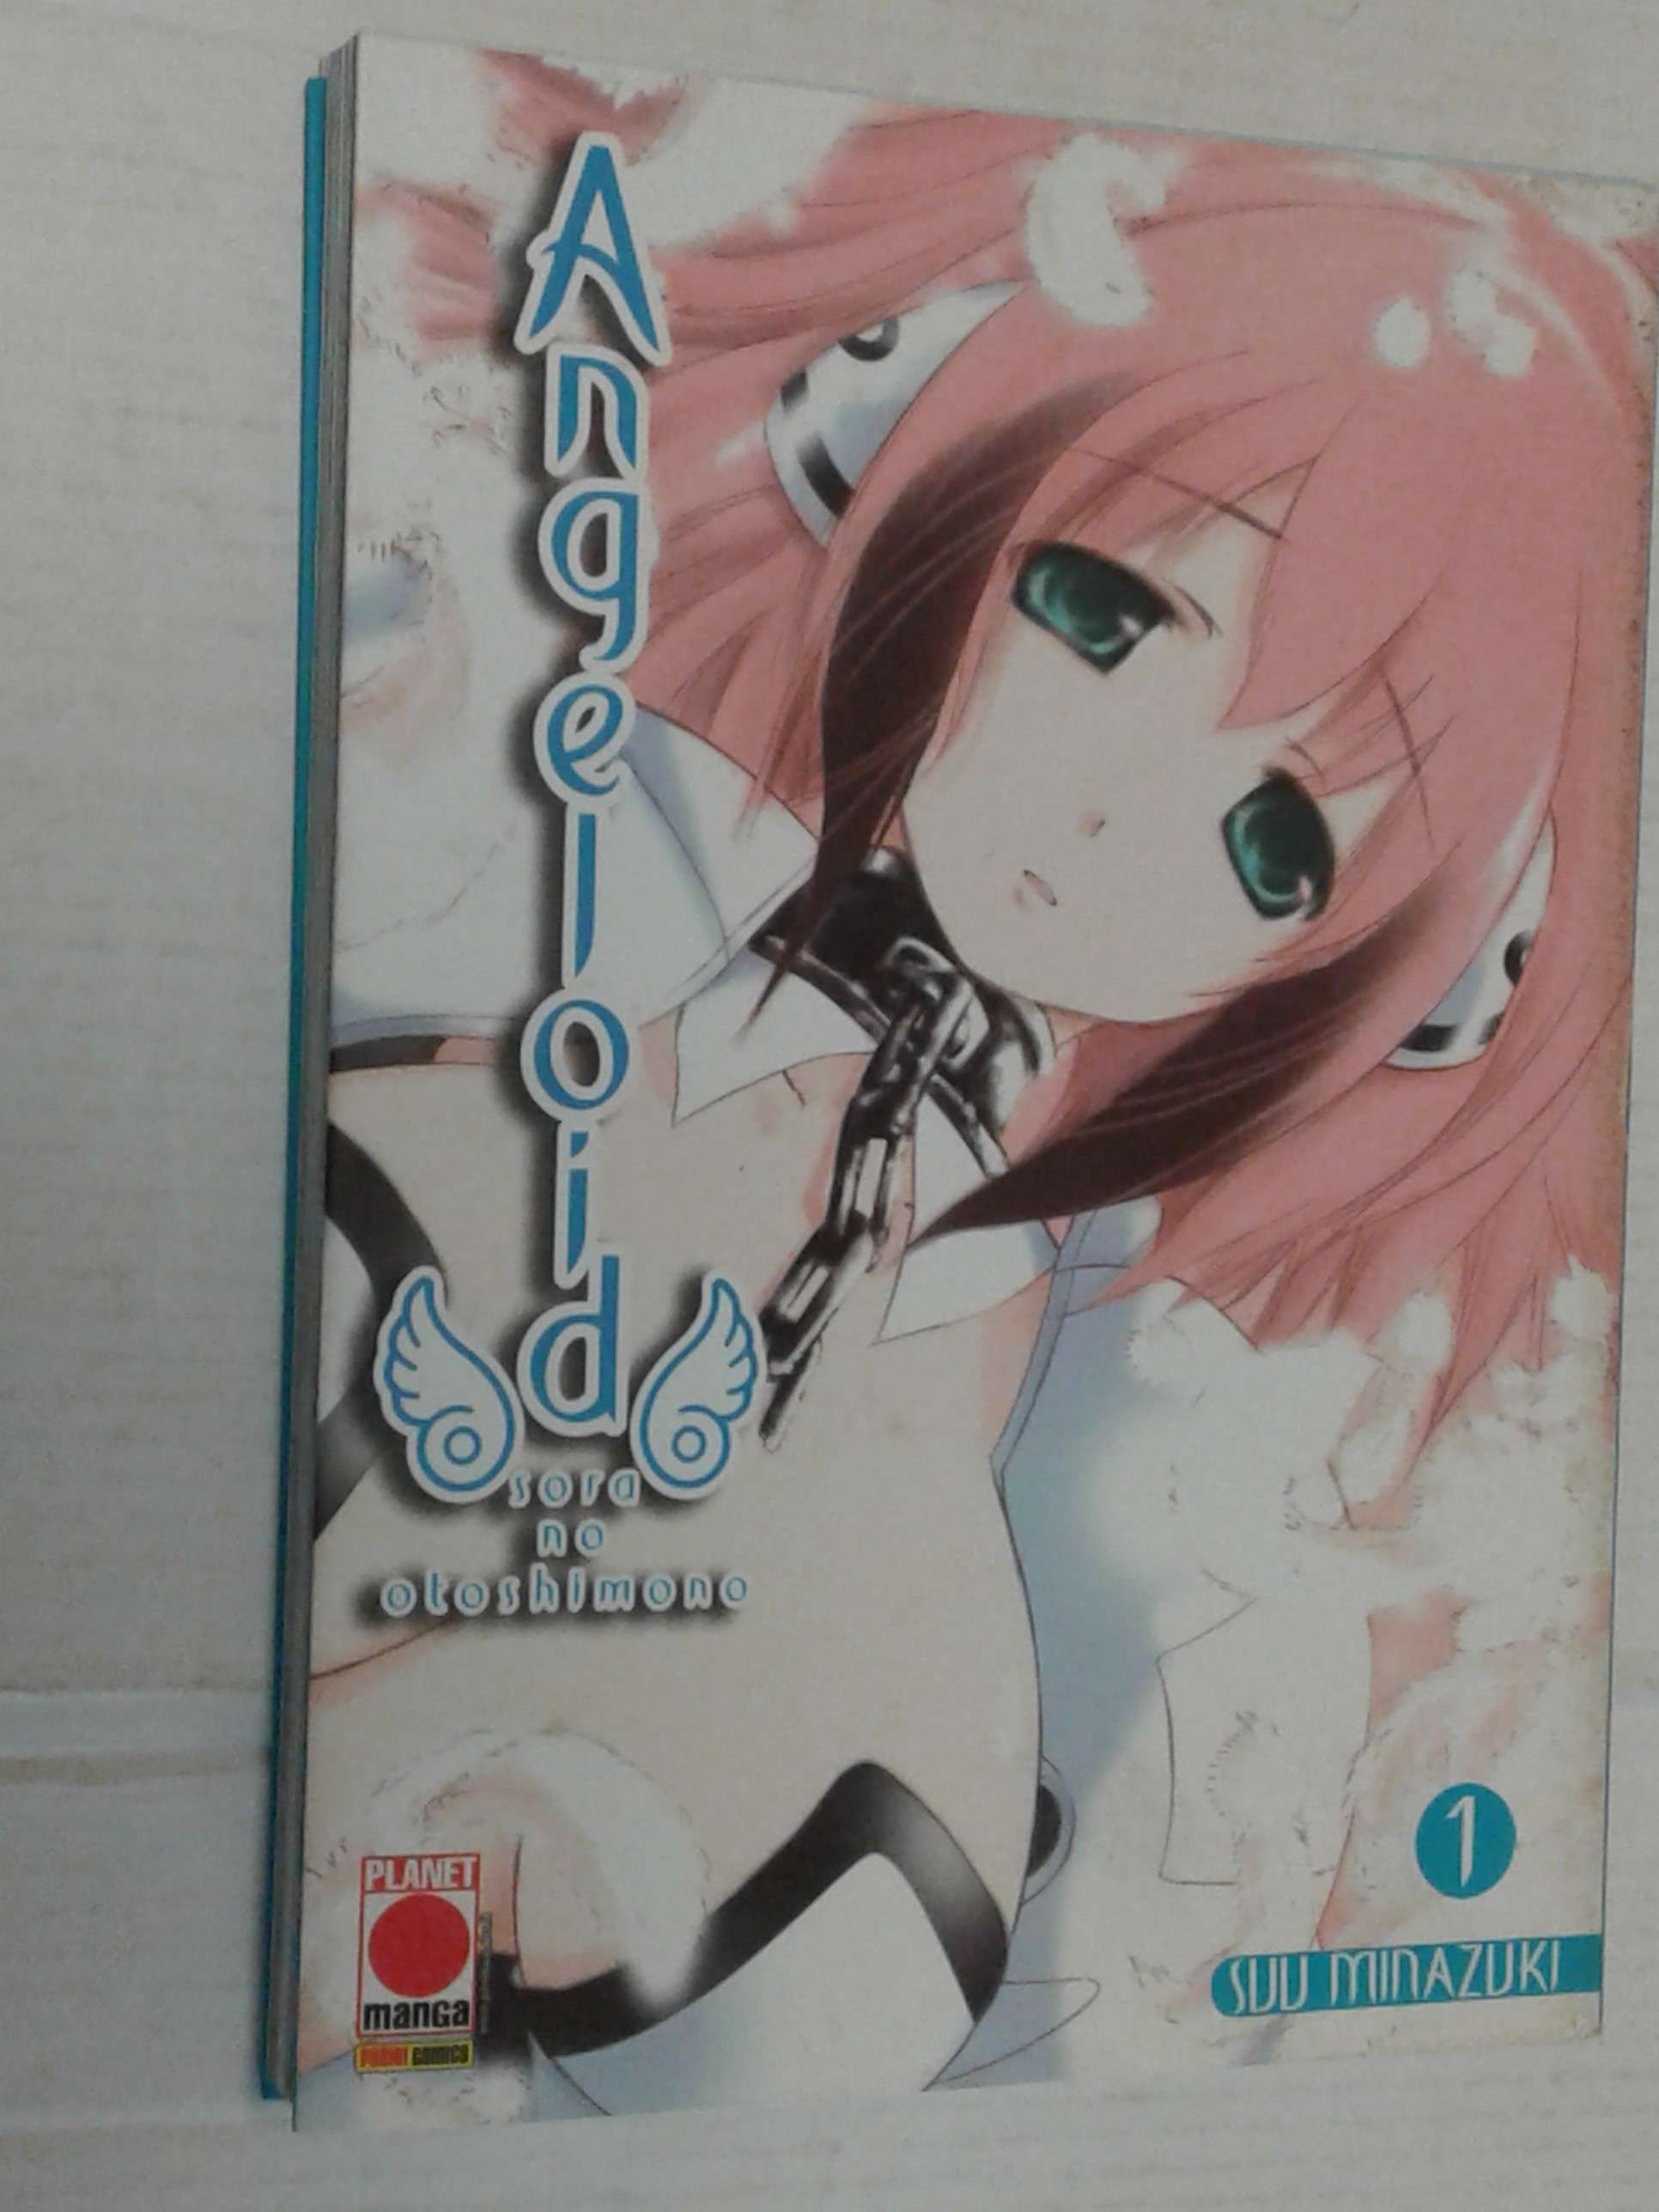 Angeloid
sora
no
otoshimono
1
SUU MINAZUKI
PLANET
manga
PANINI COMICS